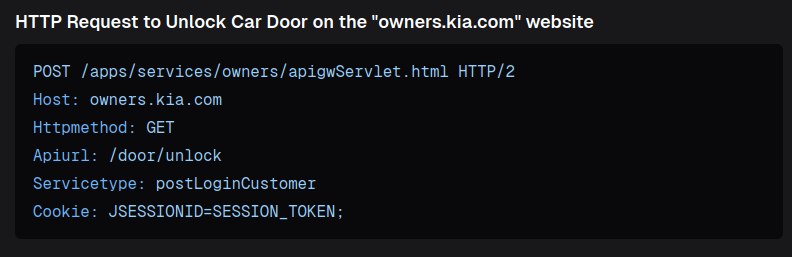 HTTP Request to Unlock Car Door on the "owners.kia.com" website
POST /apps/services/owners/apigwServlet.html HTTP/2
Host: owners.kia.com
Httpmethod: GET
Apiurl: /door/unlock
Servicetype: postLoginCustomer
Cookie: JSESSIONID=SESSION_TOKEN;